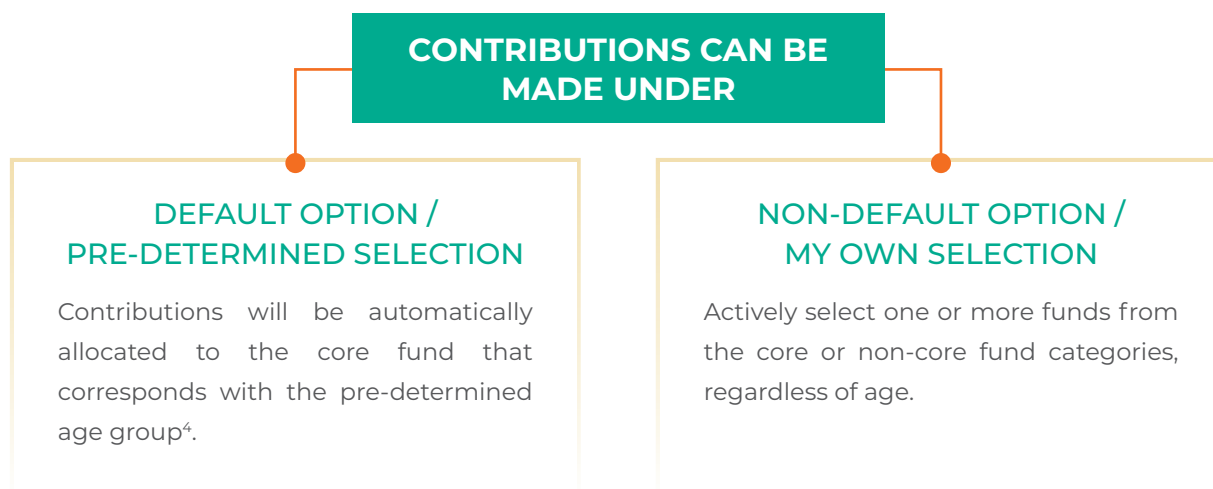 CONTRIBUTIONS CAN BE
MADE UNDER
DEFAULT OPTION /
PRE-DETERMINED SELECTION
Contributions will be automatically
allocated to the core fund that
corresponds with the pre-determined
age group⁴.
NON-DEFAULT OPTION /
MY OWN SELECTION
Actively select one or more funds from
the core or non-core fund categories,
regardless of age.